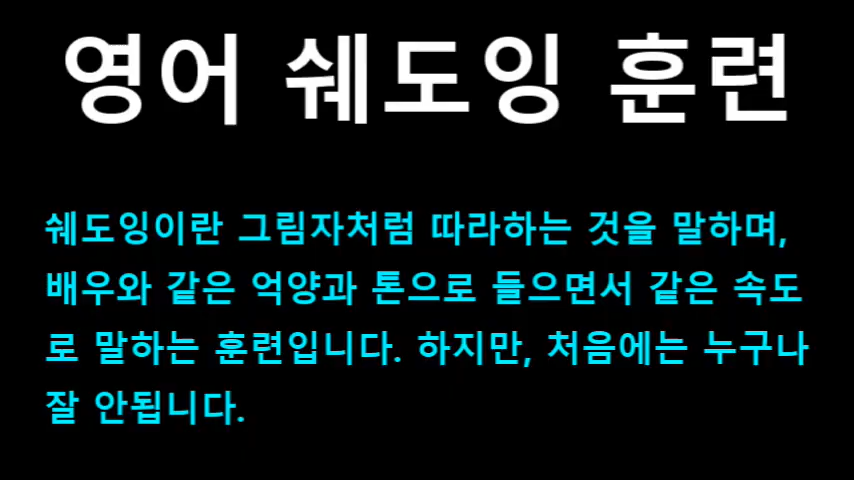 영어 쉐도잉 훈련
쉐도잉이란 그림자처럼 따라하는 것을 말하며,
배우와 같은 억양과 톤으로 들으면서 같은 속도
로 말하는 훈련입니다. 하지만, 처음에는 누구나
잘 안됩니다.